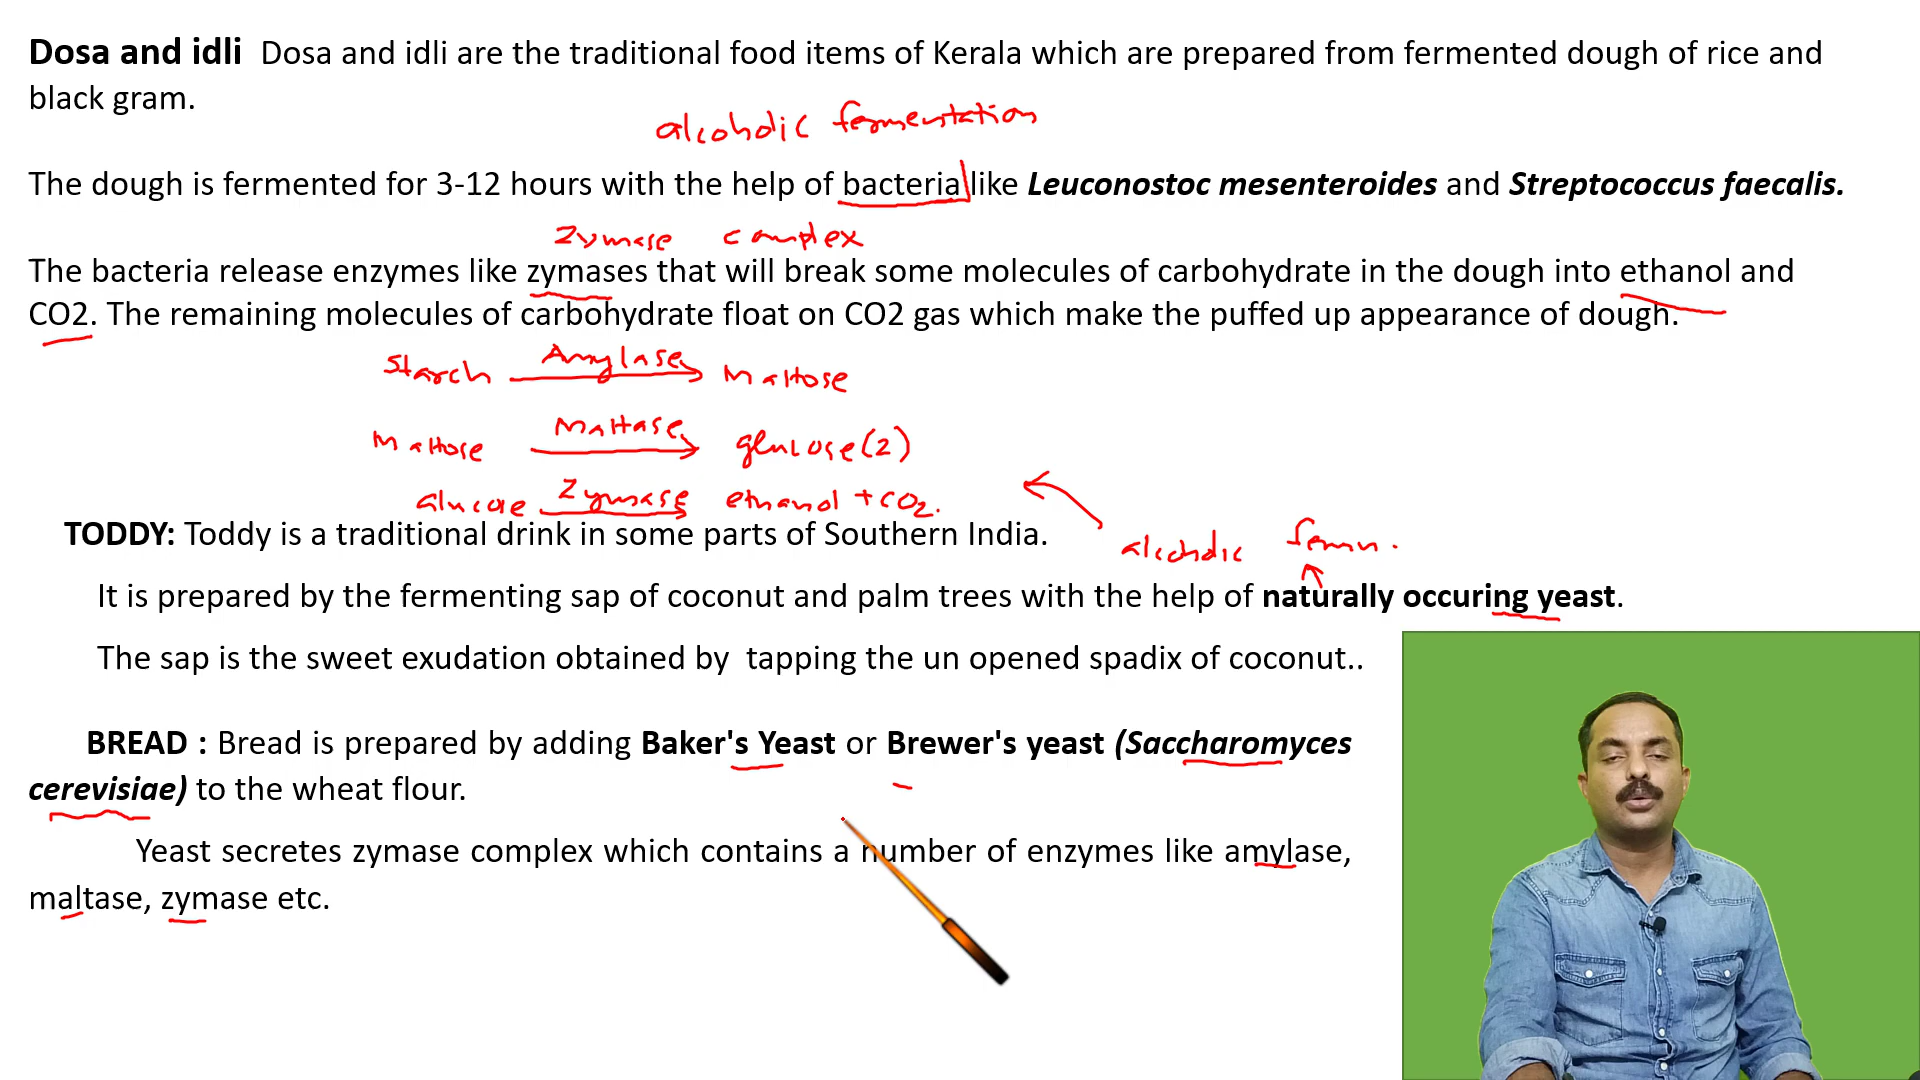 Dosa and idli Dosa and idli are the traditional food items of Kerala which are prepared from fermented dough of rice and
black gram.
alcoholic fermentation
The dough is fermented for 3-12 hours with the help of bacteria like Leuconostoc mesenteroides and Streptococcus faecalis.
Zymase complex
The bacteria release enzymes like zymases that will break some molecules of carbohydrate in the dough into ethanol and
CO2. The remaining molecules of carbohydrate float on CO2 gas which make the puffed up appearance of dough.
Starch Amylase → Maltose
Maltose Maltase → glucose(2)
Glucose Zymase → ethanol + CO2.
TODDY: Toddy is a traditional drink in some parts of Southern India.
alcoholic fermn.
It is prepared by the fermenting sap of coconut and palm trees with the help of naturally occuring yeast.
The sap is the sweet exudation obtained by tapping the un opened spadix of coconut..
BREAD : Bread is prepared by adding Baker's Yeast or Brewer's yeast (Saccharomyces
cerevisiae) to the wheat flour.
Yeast secretes zymase complex which contains a number of enzymes like amylase,
maltase, zymase etc.